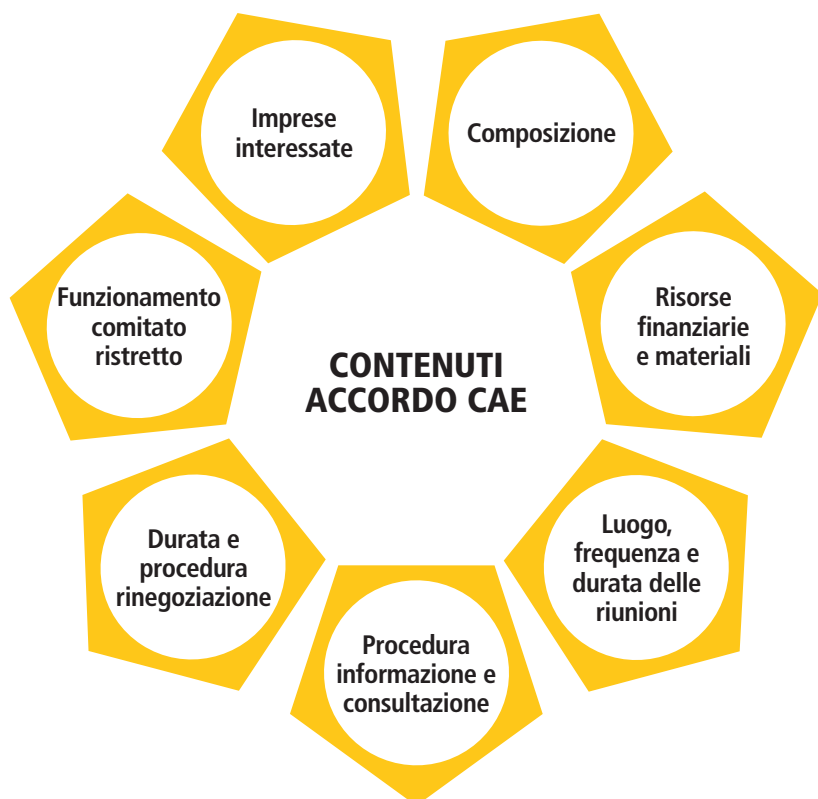 Imprese
interessate
Composizione
Funzionamento
comitato
ristretto
Risorse
finanziarie
e materiali
CONTENUTI
ACCORDO CAE
Durata e
procedura
rinegoziazione
Luogo,
frequenza e
durata delle
riunioni
Procedura
informazione e
consultazione